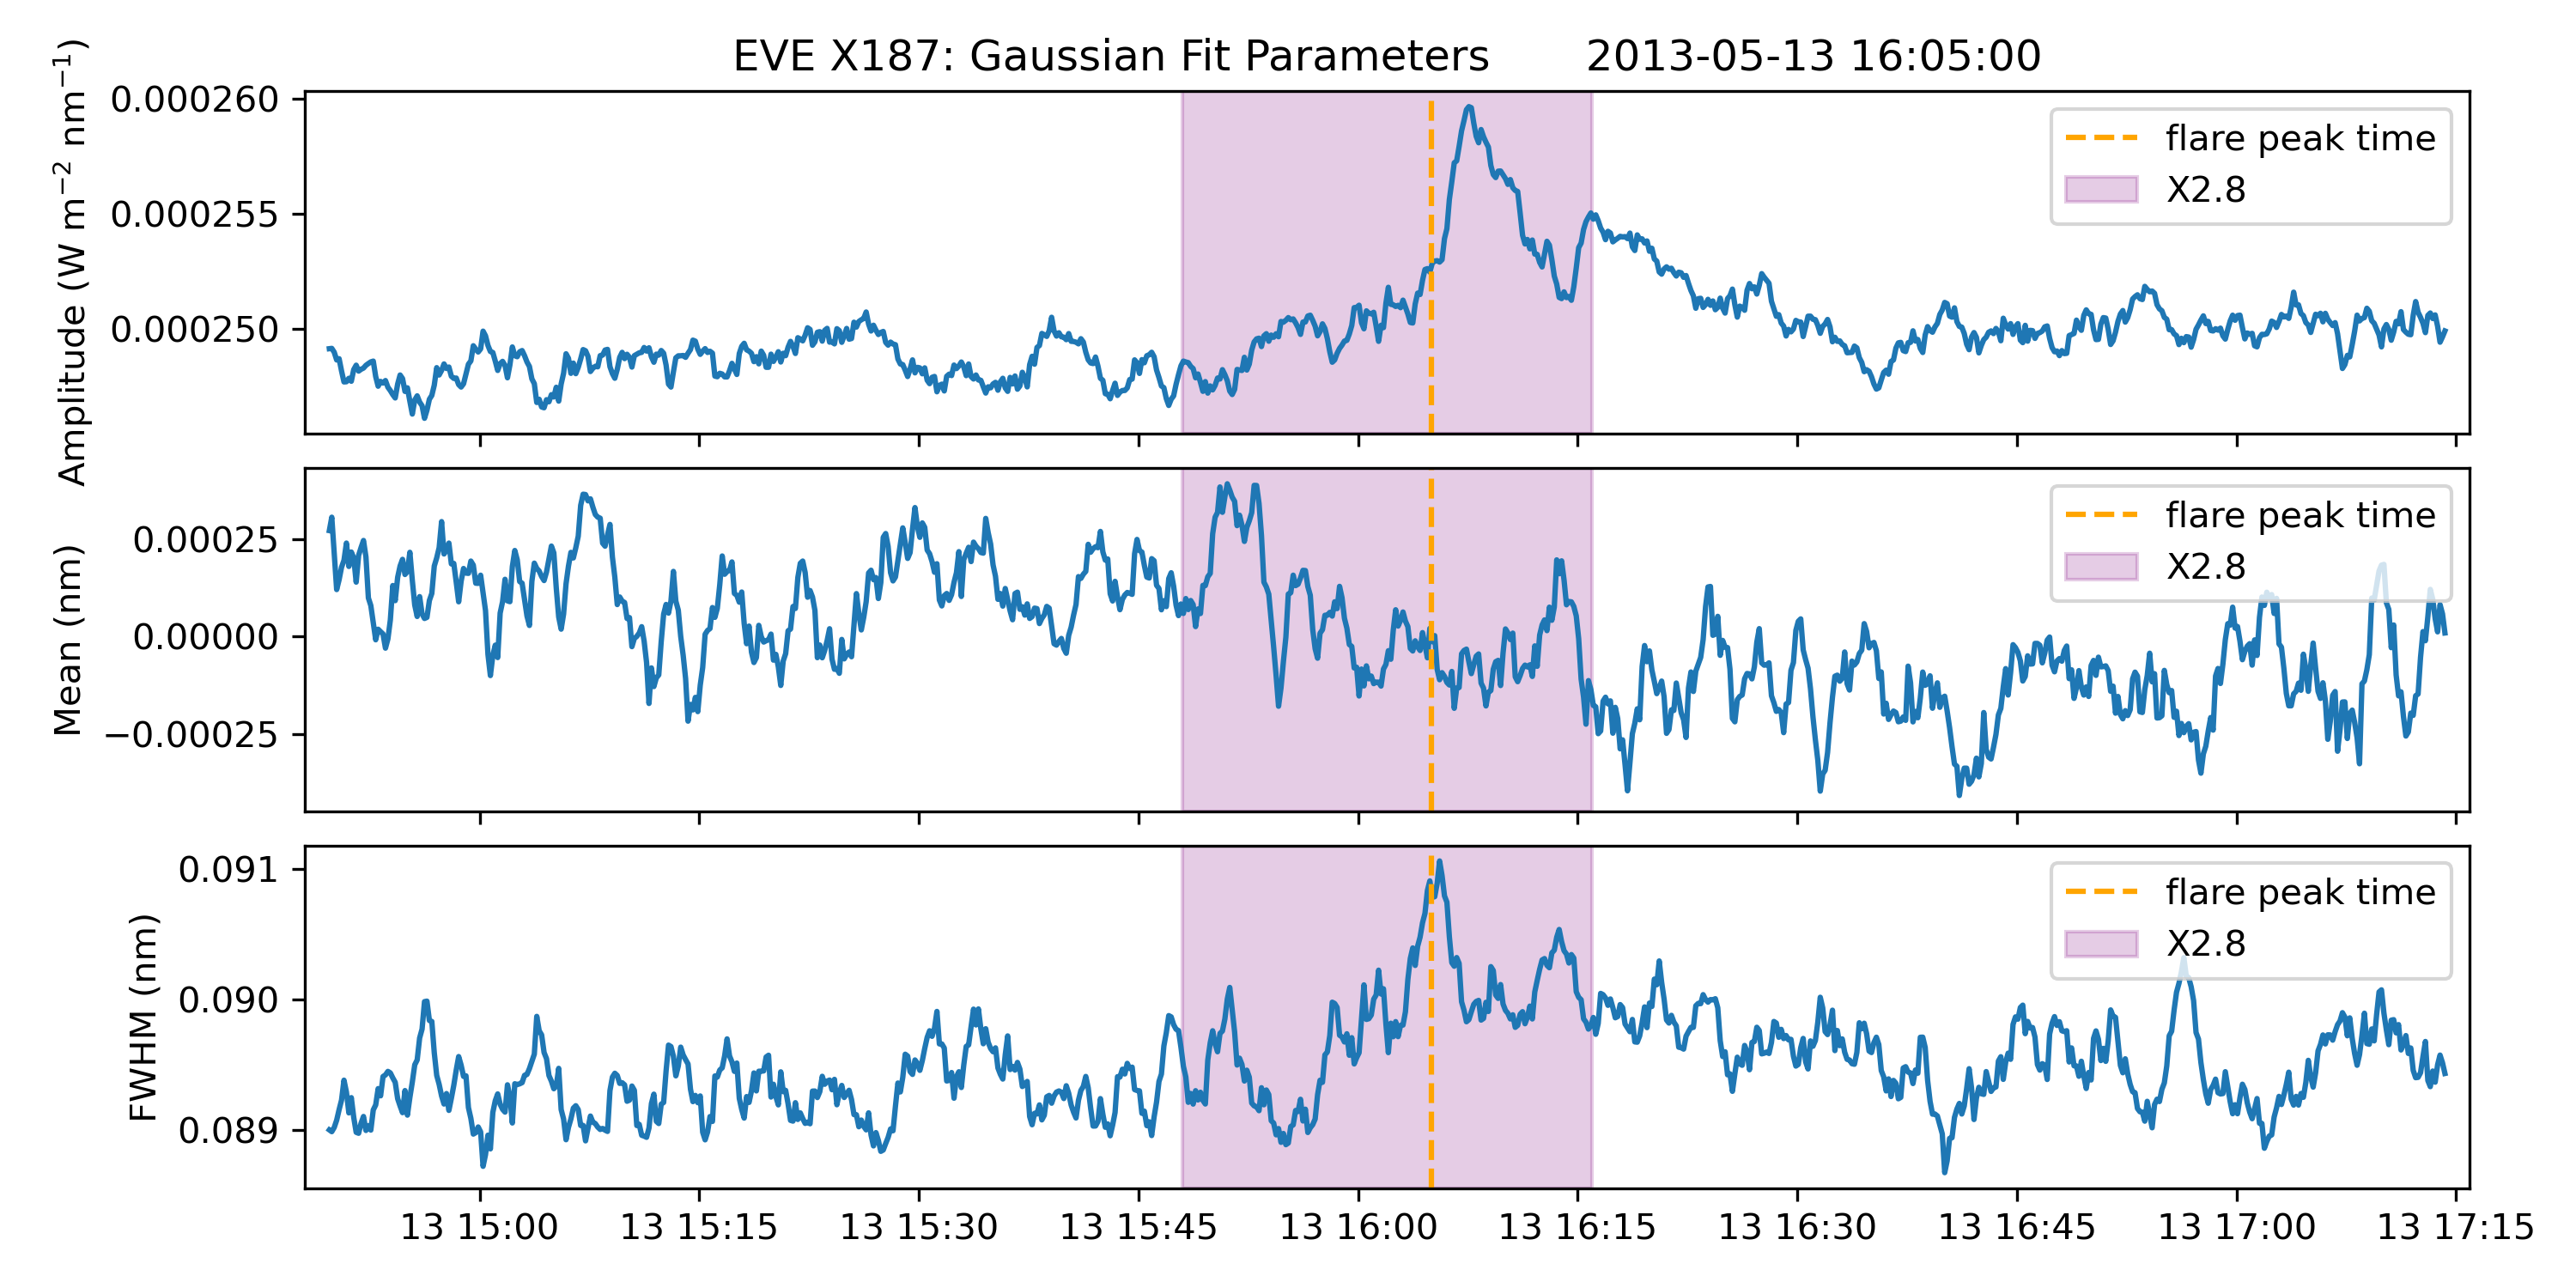 EVE X187: Gaussian Fit Parameters 2013-05-13 16:05:00
Amplitude (W m⁻² nm⁻¹)
0.000260
0.000255
0.000250
flare peak time
X2.8
Mean (nm)
0.00025
0.00000
−0.00025
flare peak time
X2.8
FWHM (nm)
0.091
0.090
0.089
flare peak time
X2.8
13 15:00 13 15:15 13 15:30 13 15:45 13 16:00 13 16:15 13 16:30 13 16:45 13 17:00 13 17:15